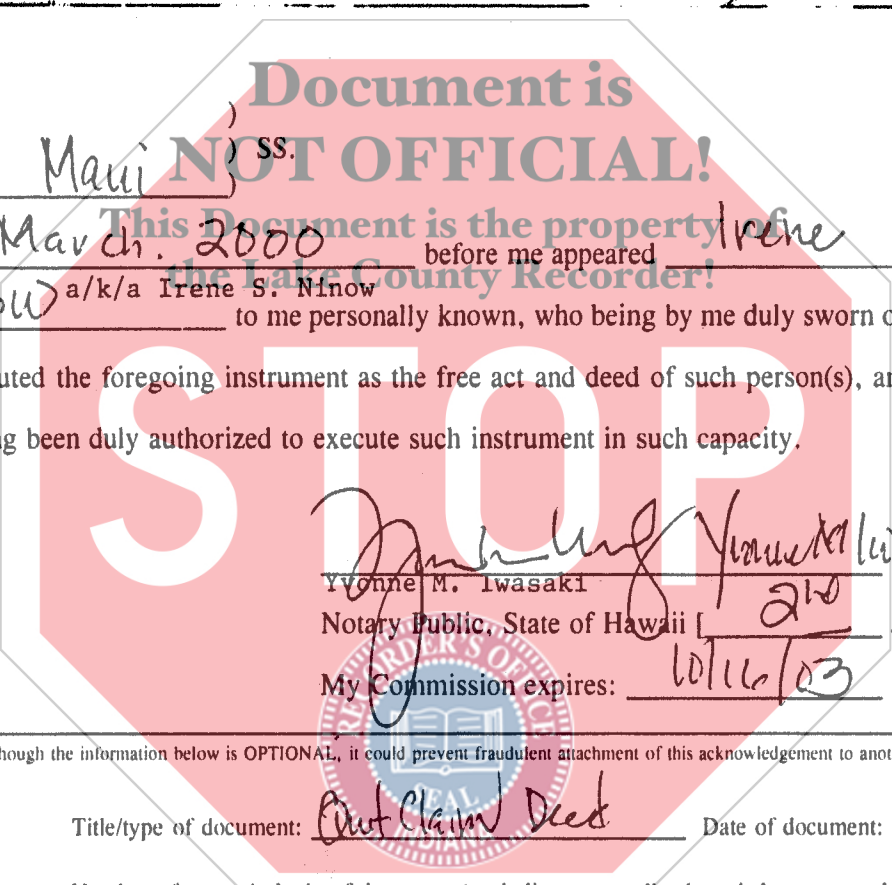 Document is
NOT OFFICIAL!
This Document is the property of
the Lake County Recorder!
STOP
Maui ) SS.
March. 2000 before me appeared Irene
a/k/a Irene S. Ninow
to me personally known, who being by me duly sworn
uted the foregoing instrument as the free act and deed of such person(s),
been duly authorized to execute such instrument in such capacity.
Yvonne M. Iwasaki
Notary Public, State of Hawaii [ 2nd
My Commission expires: 10/16/03
RECORDER'S OFFICE
SEAL
INDIANA
hough the information below is OPTIONAL, it could prevent fraudulent attachment of this acknowledgement to anot
Title/type of document: Quit Claim Deed Date of document: